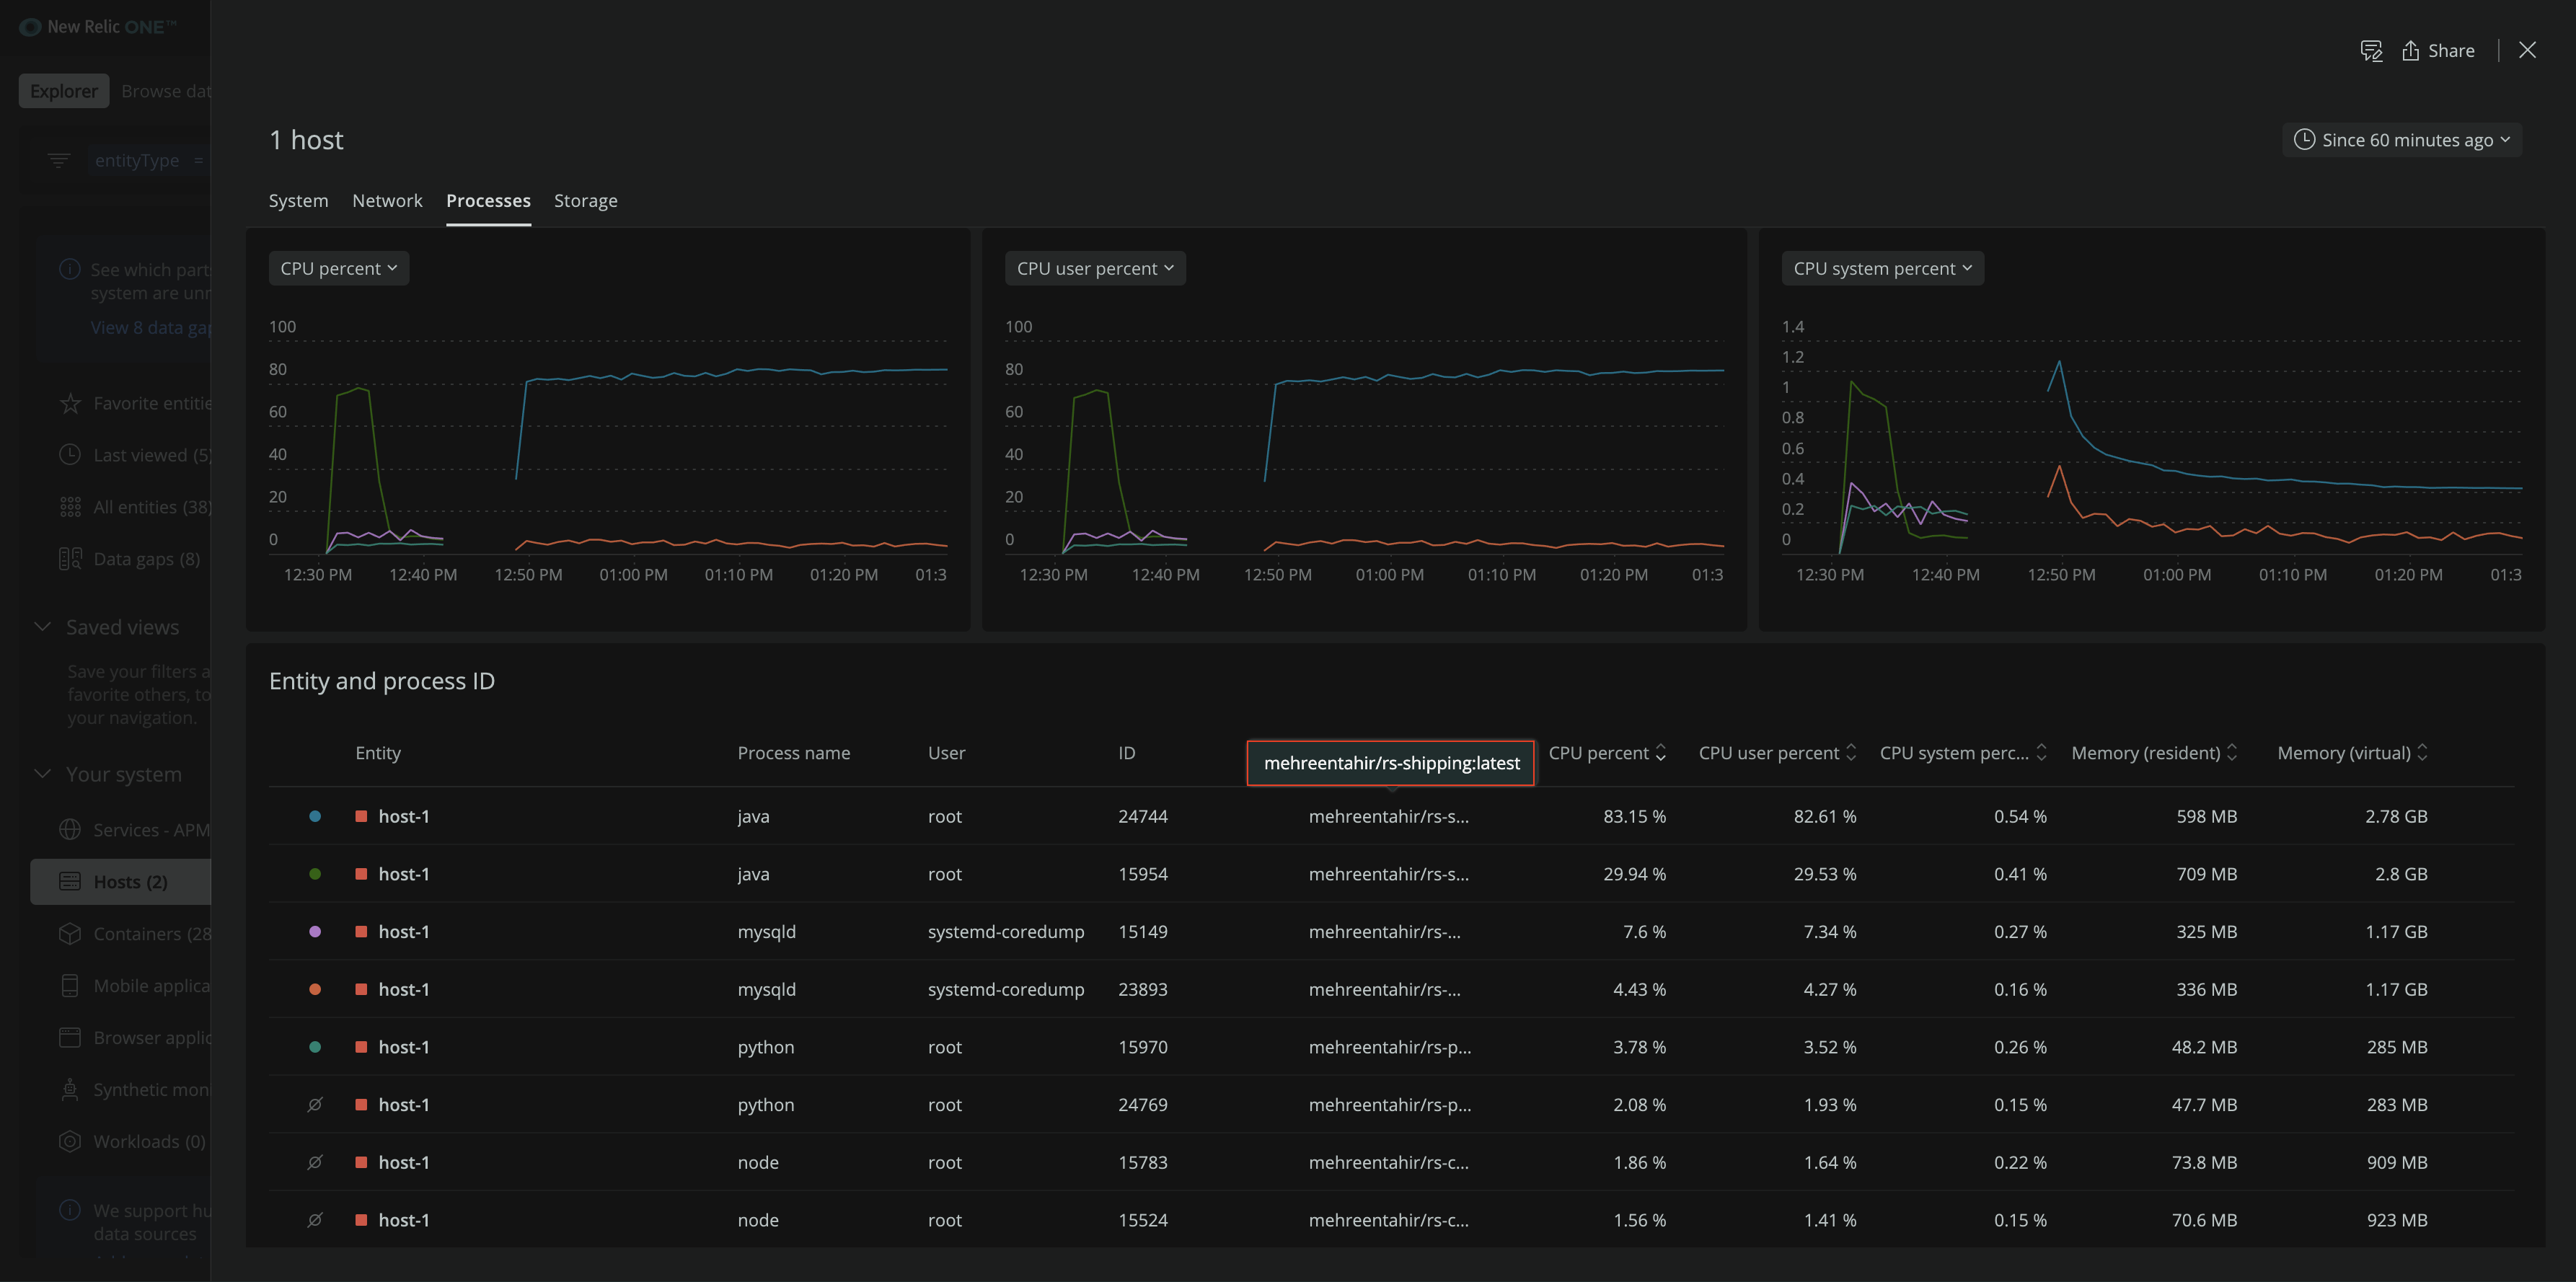 New Relic ONE™
Share
Explorer
Browse dat
1 host
Since 60 minutes ago
entityType =
System
Network
Processes
Storage
CPU percent
CPU user percent
CPU system percent
See which part
system are unr
View 8 data gap
100
80
60
40
20
0
12:30 PM
12:40 PM
12:50 PM
01:00 PM
01:10 PM
01:20 PM
01:3
100
80
60
40
20
0
12:30 PM
12:40 PM
12:50 PM
01:00 PM
01:10 PM
01:20 PM
01:3
1.4
1.2
1
0.8
0.6
0.4
0.2
0
12:30 PM
12:40 PM
12:50 PM
01:00 PM
01:10 PM
01:20 PM
01:3
Favorite entitie
Last viewed (5)
All entities (38)
Data gaps (8)
Saved views
Save your filters a
favorite others, to
your navigation.
Your system
Services - APM
Hosts (2)
Containers (28
Mobile applica
Browser applic
Synthetic mon
Workloads (0)
We support hu
data sources
Entity and process ID
Entity Process name User ID mehreentahir/rs-shipping:latest CPU percent CPU user percent CPU system perc... Memory (resident) Memory (virtual)
host-1 java root 24744 mehreentahir/rs-s... 83.15 % 82.61 % 0.54 % 598 MB 2.78 GB
host-1 java root 15954 mehreentahir/rs-s... 29.94 % 29.53 % 0.41 % 709 MB 2.8 GB
host-1 mysqld systemd-coredump 15149 mehreentahir/rs-... 7.6 % 7.34 % 0.27 % 325 MB 1.17 GB
host-1 mysqld systemd-coredump 23893 mehreentahir/rs-... 4.43 % 4.27 % 0.16 % 336 MB 1.17 GB
host-1 python root 15970 mehreentahir/rs-p... 3.78 % 3.52 % 0.26 % 48.2 MB 285 MB
host-1 python root 24769 mehreentahir/rs-p... 2.08 % 1.93 % 0.15 % 47.7 MB 283 MB
host-1 node root 15783 mehreentahir/rs-c... 1.86 % 1.64 % 0.22 % 73.8 MB 909 MB
host-1 node root 15524 mehreentahir/rs-c... 1.56 % 1.41 % 0.15 % 70.6 MB 923 MB